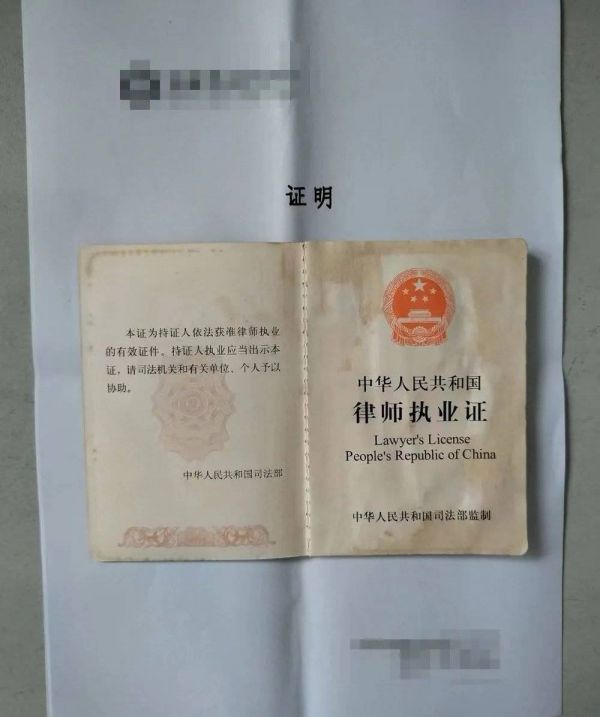 证明
本证为持证人依法获准律师执业
的有效证件。持证人执业应当出示本
证，请司法机关和有关单位、个人予以
协助。
中华人民共和国司法部
中华人民共和国
律师执业证
Lawyer's License
People's Republic of China
中华人民共和国司法部监制